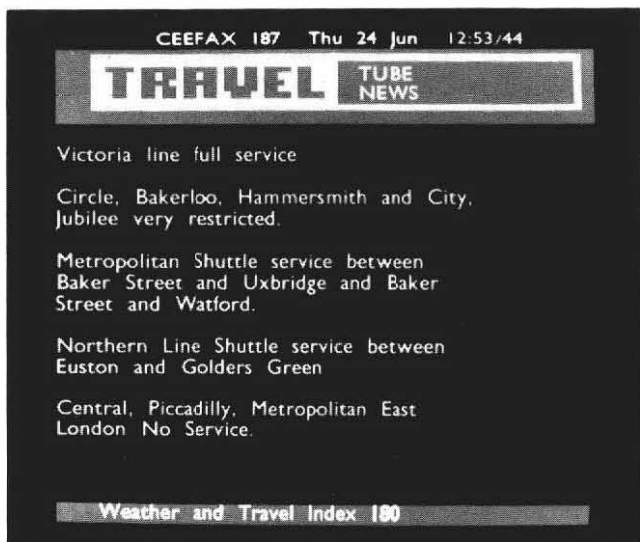 CEEFAX 187 Thu 24 Jun 12:53/44
TRAVEL TUBE
NEWS
Victoria line full service
Circle, Bakerloo, Hammersmith and City,
Jubilee very restricted.
Metropolitan Shuttle service between
Baker Street and Uxbridge and Baker
Street and Watford.
Northern Line Shuttle service between
Euston and Golders Green
Central, Piccadilly, Metropolitan East
London No Service.
Weather and Travel Index 180